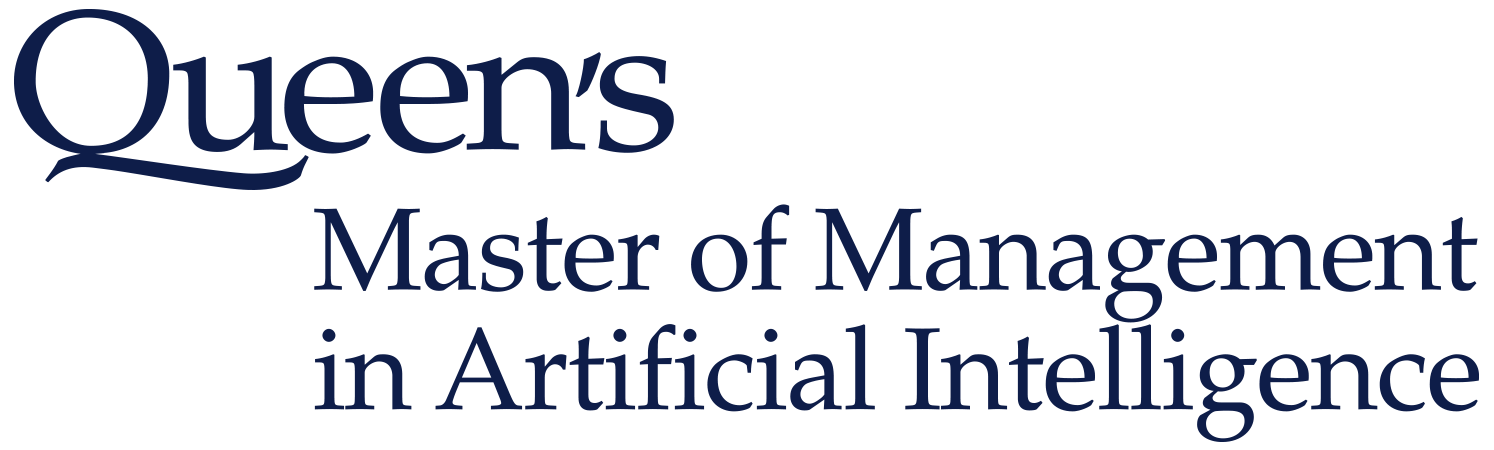 Queen's
Master of Management
in Artificial Intelligence